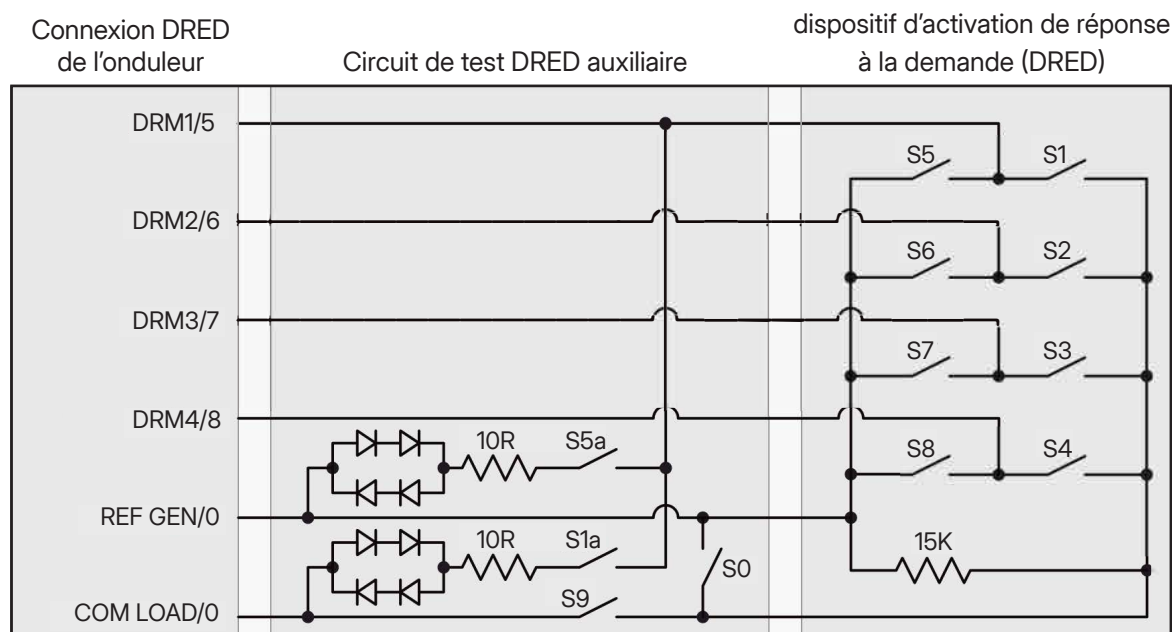 Connexion DRED
de l'onduleur
Circuit de test DRED auxiliaire
dispositif d'activation de réponse
à la demande (DRED)
DRM1/5
S5
S1
DRM2/6
S6
S2
DRM3/7
S7
S3
DRM4/8
10R
S5a
S8
S4
REF GEN/0
10R
S1a
S0
15K
COM LOAD/0
S9